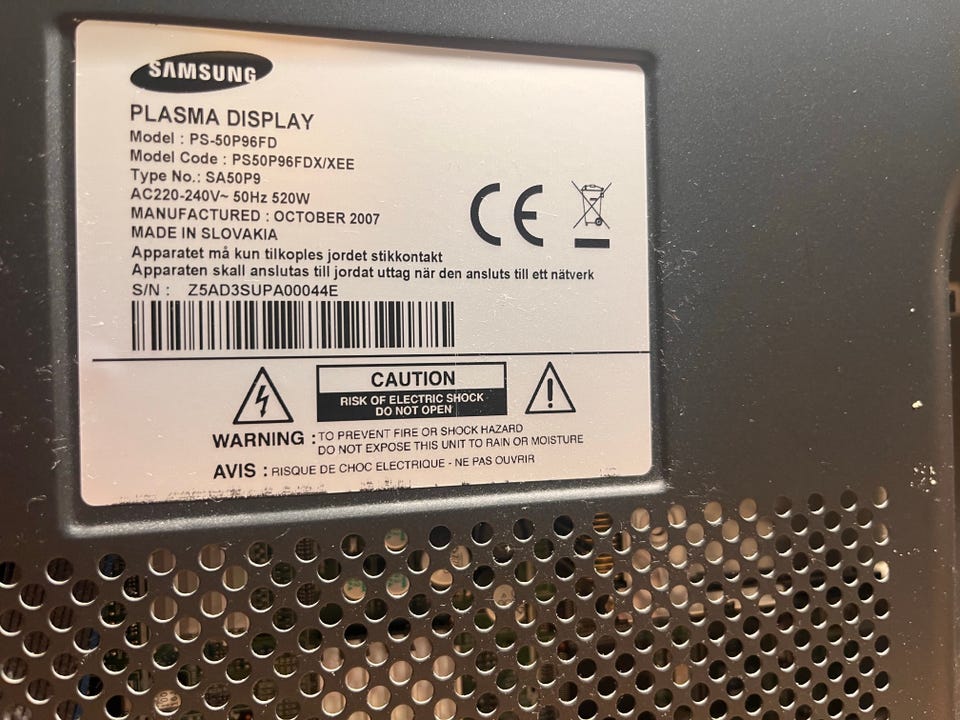 SAMSUNG
PLASMA DISPLAY
Model : PS-50P96FD
Model Code : PS50P96FDX/XEE
Type No.: SA50P9
AC220-240V~ 50Hz 520W
MANUFACTURED : OCTOBER 2007
MADE IN SLOVAKIA
Apparatet må kun tilkoples jordet stikkontakt
Apparaten skall anslutas till jordat uttag när den ansluts till ett nätverk
S/N : Z5AD3SUPA00044E
CE
CAUTION
RISK OF ELECTRIC SHOCK
DO NOT OPEN
WARNING : TO PREVENT FIRE OR SHOCK HAZARD
DO NOT EXPOSE THIS UNIT TO RAIN OR MOISTURE
AVIS : RISQUE DE CHOC ELECTRIQUE - NE PAS OUVRIR